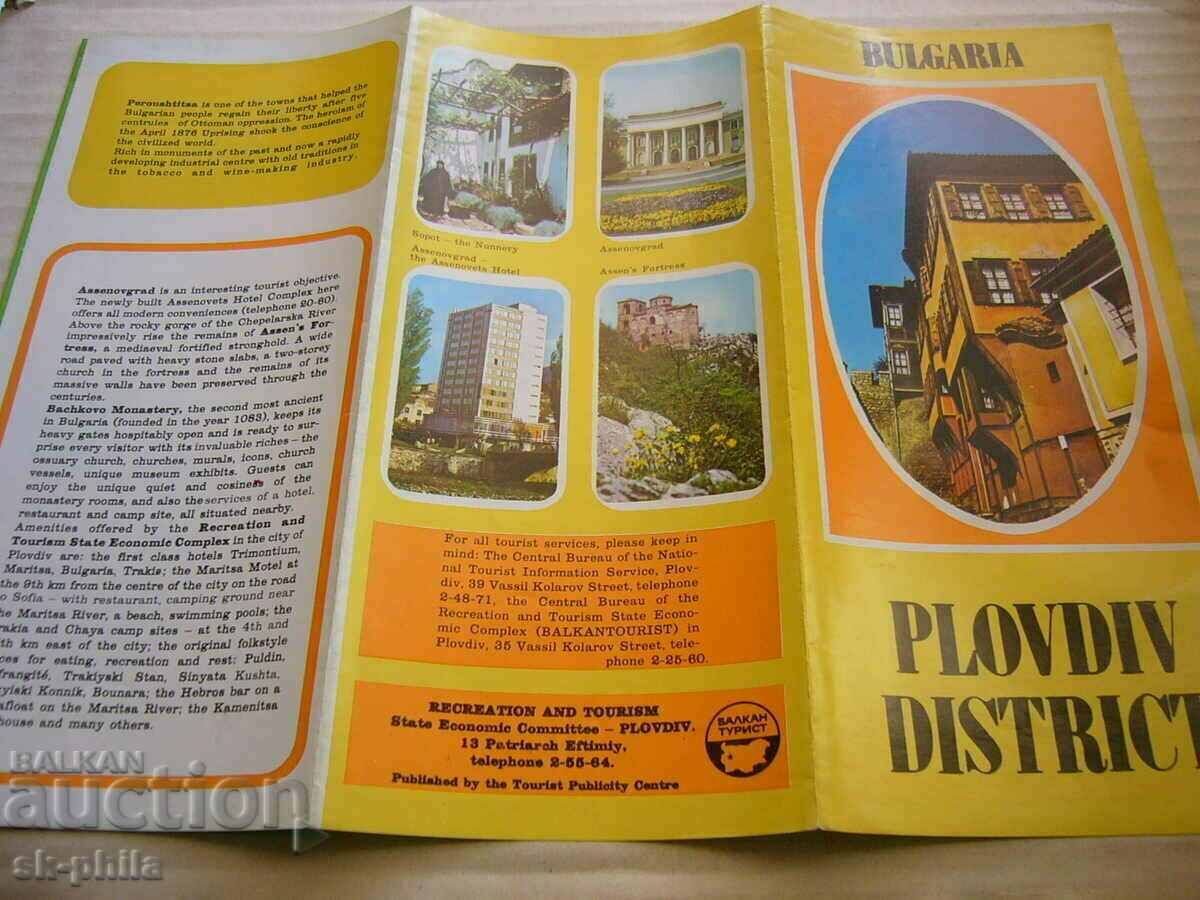 Peroushtitsa is one of the towns that helped the
Bulgarian people regain their liberty after five
centruies of Ottoman oppression. The heroism of
the April 1876 Uprising shook the conscience of
the civilized world.
Rich in monuments of the past and now a rapidly
developing industrial centre with old traditions in
the tobacco and wine-making industry.
Assenovgrad is an interesting tourist objective.
The newly built Assenovets Hotel Complex here
offers all modern conveniences (telephone 20-60).
Above the rocky gorge of the Chepelarska River
impressively rise the remains of Assen's For-
tress, a mediaeval fortified stronghold. A wide
road paved with heavy stone slabs, a two-storey
church in the fortress and the remains of its
massive walls have been preserved through the
centuries.
Bachkovo Monastery, the second most ancient
in Bulgaria (founded in the year 1083), keeps its
heavy gates hospitably open and is ready to sur-
prise every visitor with its invaluable riches – the
ossuary church, churches, murals, icons, church
vessels, unique museum exhibits. Guests can
enjoy the unique quiet and cosiness of the
monastery rooms, and also the services of a hotel,
restaurant and camp site, all situated nearby.
Amenities offered by the Recreation and
Tourism State Economic Complex in the city of
Plovdiv are: the first class hotels Trimontium,
Maritsa, Bulgaria, Trakia; the Maritsa Motel at
the 9th km from the centre of the city on the road
to Sofia – with restaurant, camping ground near
the Maritsa River, a beach, swimming pools; the
rakia and Chaya camp sites – at the 4th and
th km east of the city; the original folkstyle
ces for eating, recreation and rest: Puldin,
frangité, Trakiyski Stan, Sinyata Kushta,
yiski Konnik, Bounara; the Hebros bar on a
afloat on the Maritsa River; the Kamenitsa
house and many others.
Sopot – the Nunnery
Assenovgrad –
the Assenovets Hotel
Assenovgrad
Assen's Fortress
For all tourist services, please keep in
mind: The Central Bureau of the Natio-
nal Tourist Information Service, Plov-
div, 39 Vassil Kolarov Street, telephone
2-48-71, the Central Bureau of the
Recreation and Tourism State Econo-
mic Complex (BALKANTOURIST) in
Plovdiv, 35 Vassil Kolarov Street, tele-
phone 2-25-60.
RECREATION AND TOURISM
State Economic Committee – PLOVDIV,
13 Patriarch Eftimiy,
telephone 2-55-64.
Published by the Tourist Publicity Centre
БАЛКАН
ТУРИСТ
BULGARIA
PLOVDIV
DISTRICT
BALKAN
auction
sk-phila